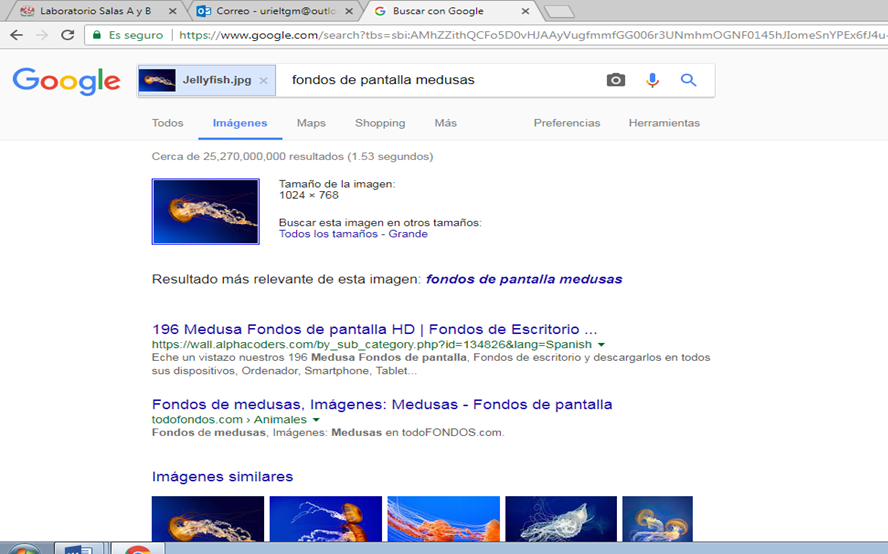 Laboratorio Salas A y B
Correo - urieltgm@outlo
Buscar con Google
Es seguro
https://www.google.com/search?tbs=sbi:AMhZZithQCFo5D0vHJAAyVugfmmfGG006r3UNmhmOGNF0145hJIomeSnYPEx6fJ4u-
Google
Jellyfish.jpg
fondos de pantalla medusas
Todos
Imágenes
Maps
Shopping
Más
Preferencias
Herramientas
Cerca de 25,270,000,000 resultados (1.53 segundos)
Tamaño de la imagen:
1024 × 768
Buscar esta imagen en otros tamaños:
Todos los tamaños - Grande
Resultado más relevante de esta imagen: fondos de pantalla medusas
196 Medusa Fondos de pantalla HD | Fondos de Escritorio ...
https://wall.alphacoders.com/by_sub_category.php?id=134826&lang=Spanish
Eche un vistazo nuestros 196 Medusa Fondos de pantalla, Fondos de escritorio y descargarlos en todos
sus dispositivos, Ordenador, Smartphone, Tablet...
Fondos de medusas, Imágenes: Medusas - Fondos de pantalla
todofondos.com › Animales
Fondos de medusas, Imágenes: Medusas en todoFONDOS.com.
Imágenes similares